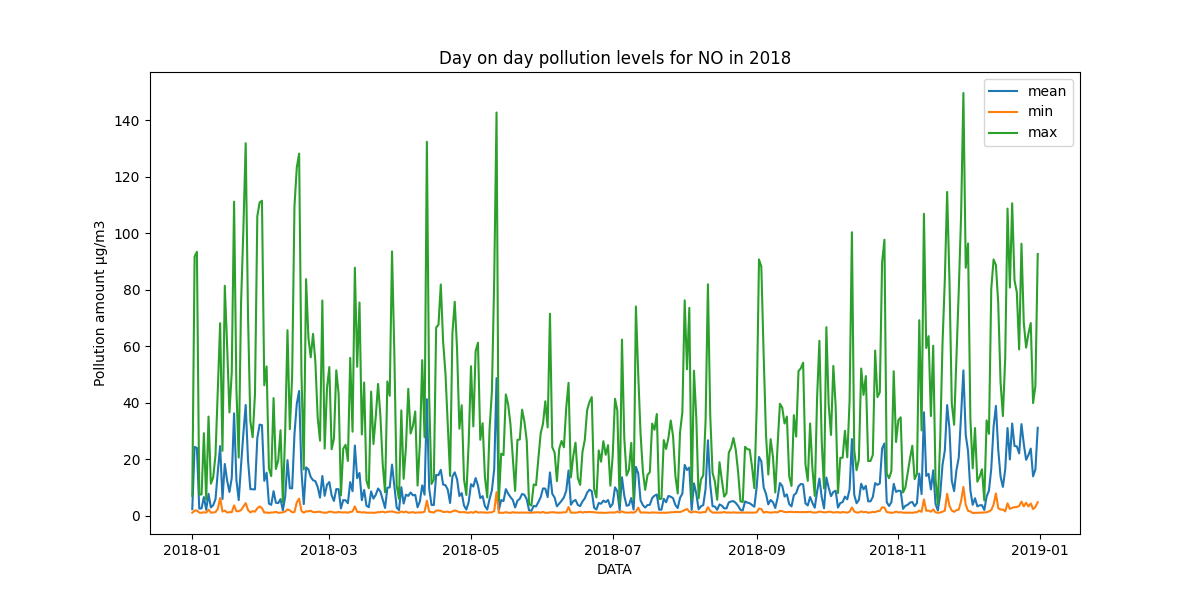 Day on day pollution levels for NO in 2018
mean
min
max
140
120
100
80
60
40
20
0
Pollution amount µg/m3
2018-01
2018-03
2018-05
2018-07
2018-09
2018-11
2019-01
DATA